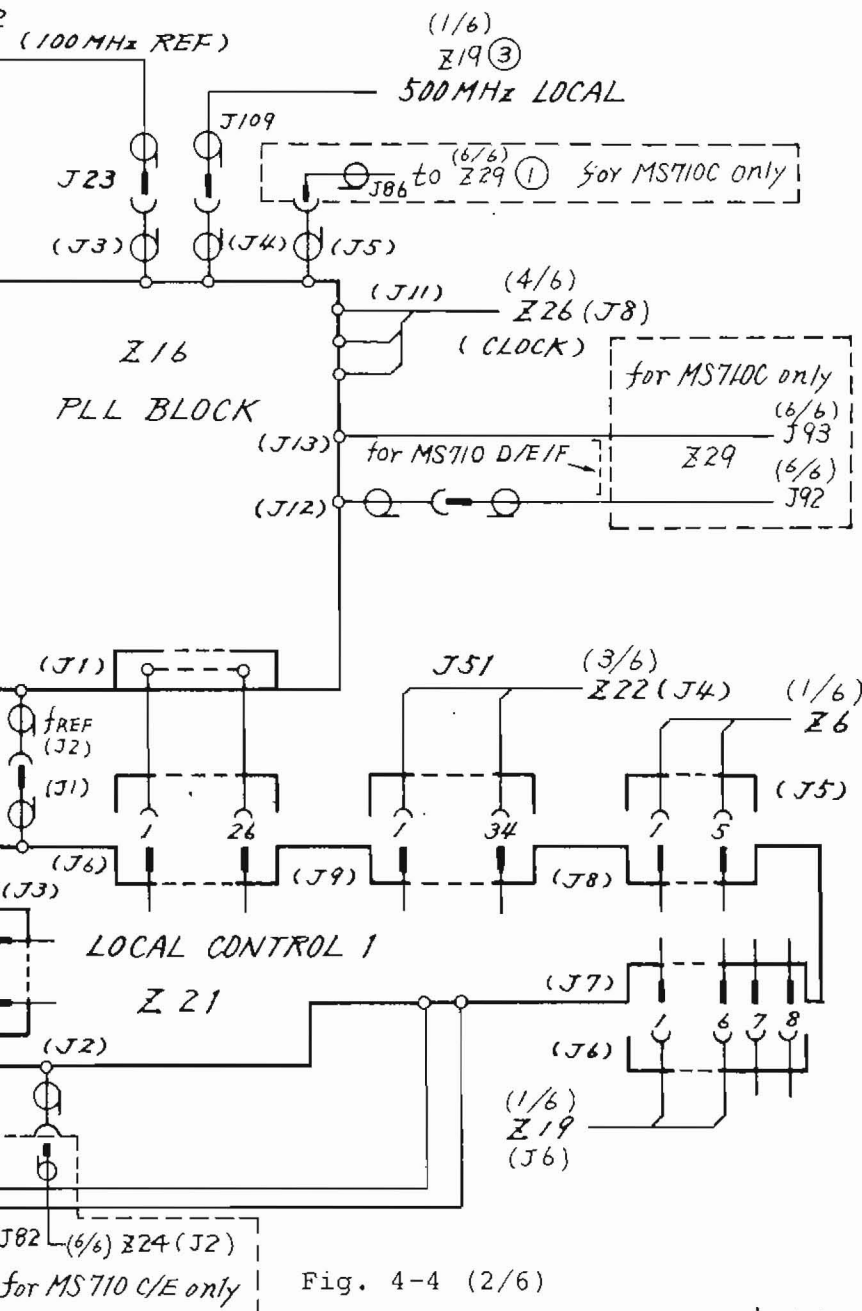 2
(100MHz REF)
(1/6)
Z19 ③
500MHz LOCAL
J109
J23
J86
to
(6/6)
Z29 ① for MS710C only
(J3)
(J4)
(J5)
(J11)
(4/6)
Z26 (J8)
(CLOCK)
Z16
PLL BLOCK
for MS710C only
(6/6)
J93
(J13)
for MS710 D/E/F
Z29
(6/6)
J92
(J12)
(J1)
J51
(3/6)
Z22 (J4)
(1/6)
Z6
fREF
(J2)
(J1)
(J5)
1 26
1 34
1 5
(J6)
(J9)
(J8)
(J3)
LOCAL CONTROL 1
Z 21
(J7)
1 6 7 8
(J2)
(J6)
(1/6)
Z19
(J6)
J82
(6/6) Z24 (J2)
for MS710 C/E only
Fig. 4-4 (2/6)